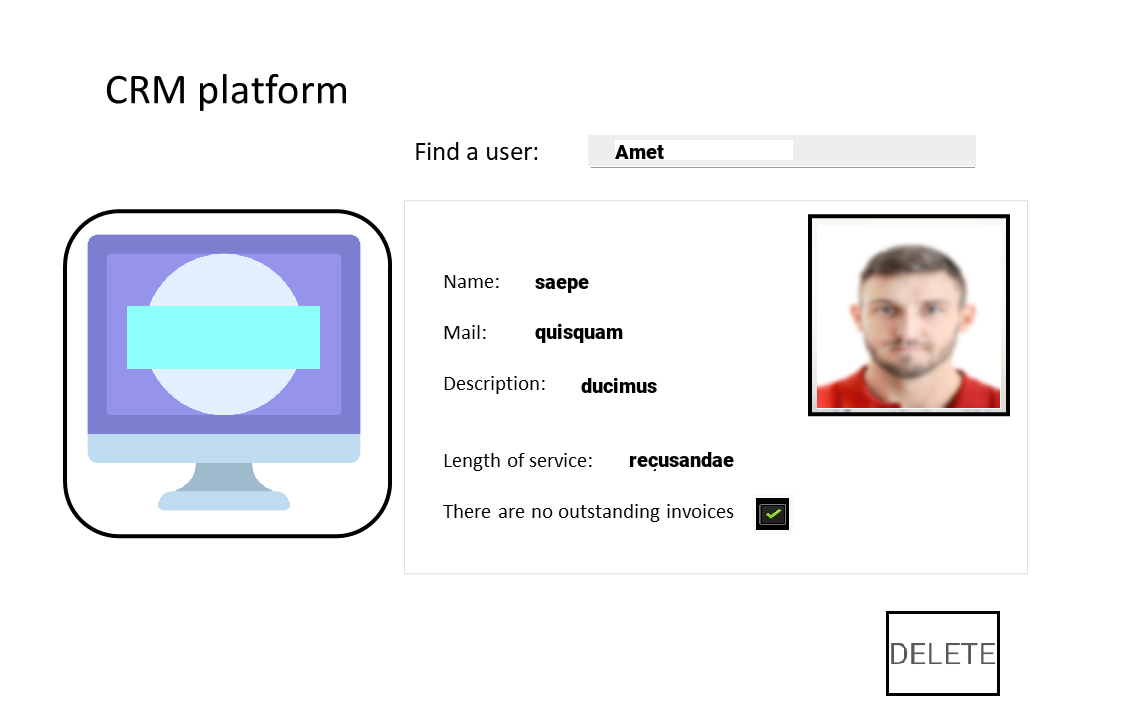 CRM platform
Find a user: Amet
Name: saepe
Mail: quisquam
Description: ducimus
Length of service: recusandae
There are no outstanding invoices
DELETE